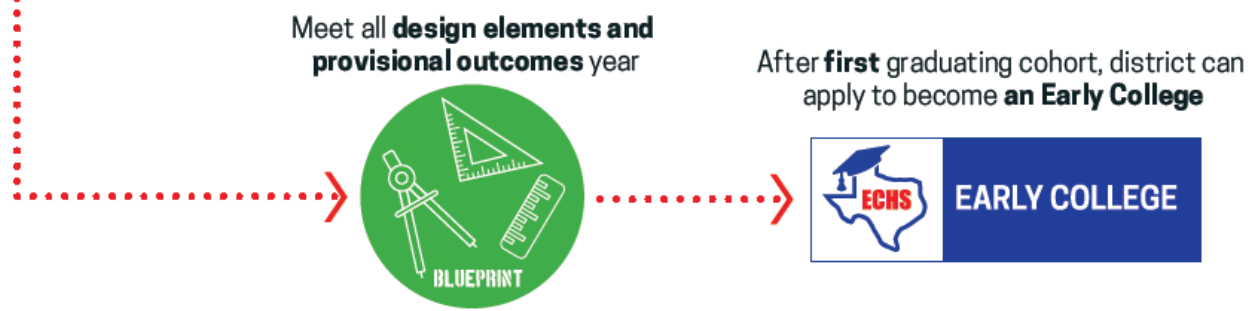 Meet all design elements and
provisional outcomes year
BLUEPRINT
After first graduating cohort, district can
apply to become an Early College
ECHS
EARLY COLLEGE